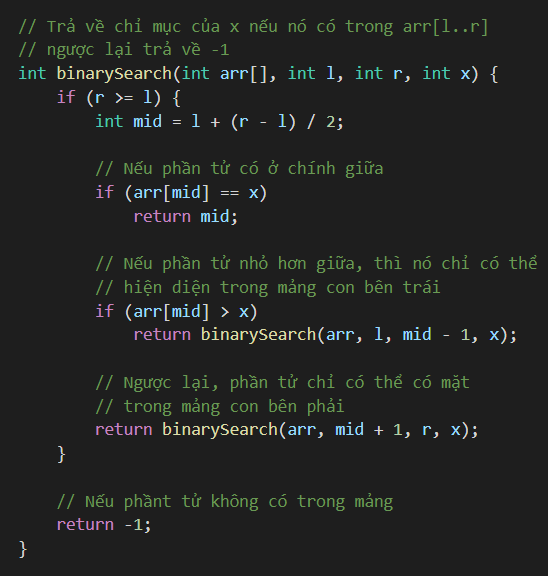 // Trả về chỉ mục của x nếu nó có trong arr[l..r]
// ngược lại trả về -1
int binarySearch(int arr[], int l, int r, int x) {
    if (r >= l) {
        int mid = l + (r - l) / 2;

        // Nếu phần tử có ở chính giữa
        if (arr[mid] == x)
            return mid;

        // Nếu phần tử nhỏ hơn giữa, thì nó chỉ có thể
        // hiện diện trong mảng con bên trái
        if (arr[mid] > x)
            return binarySearch(arr, l, mid - 1, x);

        // Ngược lại, phần tử chỉ có thể có mặt
        // trong mảng con bên phải
        return binarySearch(arr, mid + 1, r, x);
    }

    // Nếu phầnt tử không có trong mảng
    return -1;
}